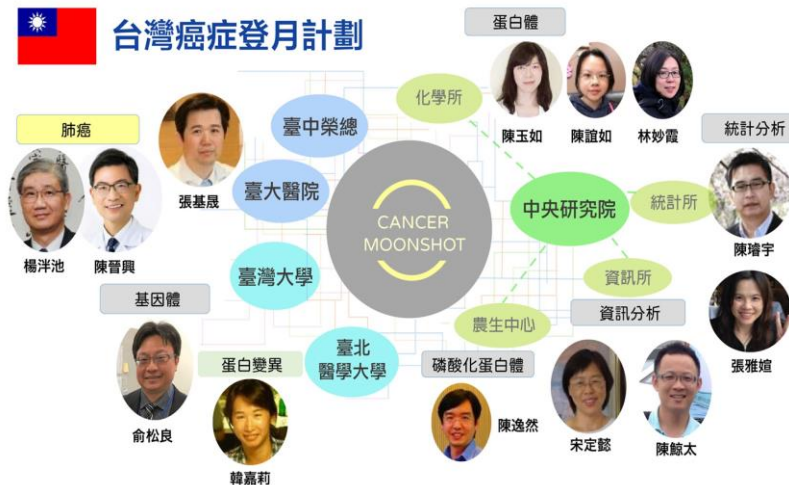 台灣癌症登月計劃
蛋白體
化學所
陳玉如
陳誼如
林妙霞
肺癌
臺中榮總
張基晟
統計分析
臺大醫院
CANCER
MOONSHOT
中央研究院
統計所
楊泮池
陳晉興
陳璿宇
臺灣大學
資訊所
基因體
農生中心
資訊分析
臺北
醫學大學
蛋白變異
磷酸化蛋白體
張雅媗
陳逸然
俞松良
韓嘉莉
宋定懿
陳鯨太